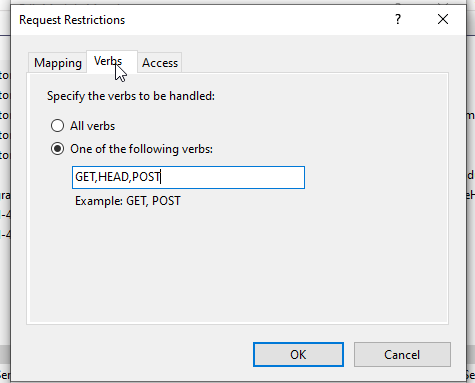 Request Restrictions
?
Mapping Verbs Access
Specify the verbs to be handled:
All verbs
One of the following verbs:
GET,HEAD,POST
Example: GET, POST
OK Cancel